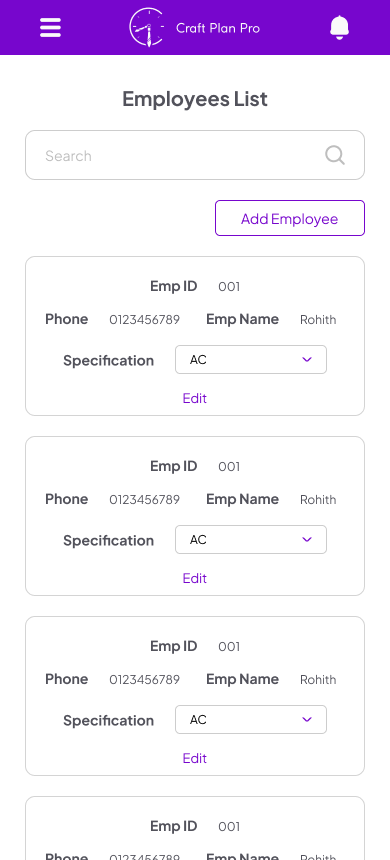 Craft Plan Pro
Employees List
Search
Add Employee
Emp ID 001
Phone 0123456789 Emp Name Rohith
Specification AC
Edit
Emp ID 001
Phone 0123456789 Emp Name Rohith
Specification AC
Edit
Emp ID 001
Phone 0123456789 Emp Name Rohith
Specification AC
Edit
Emp ID 001
Phone 0123456789 Emp Name Rohith